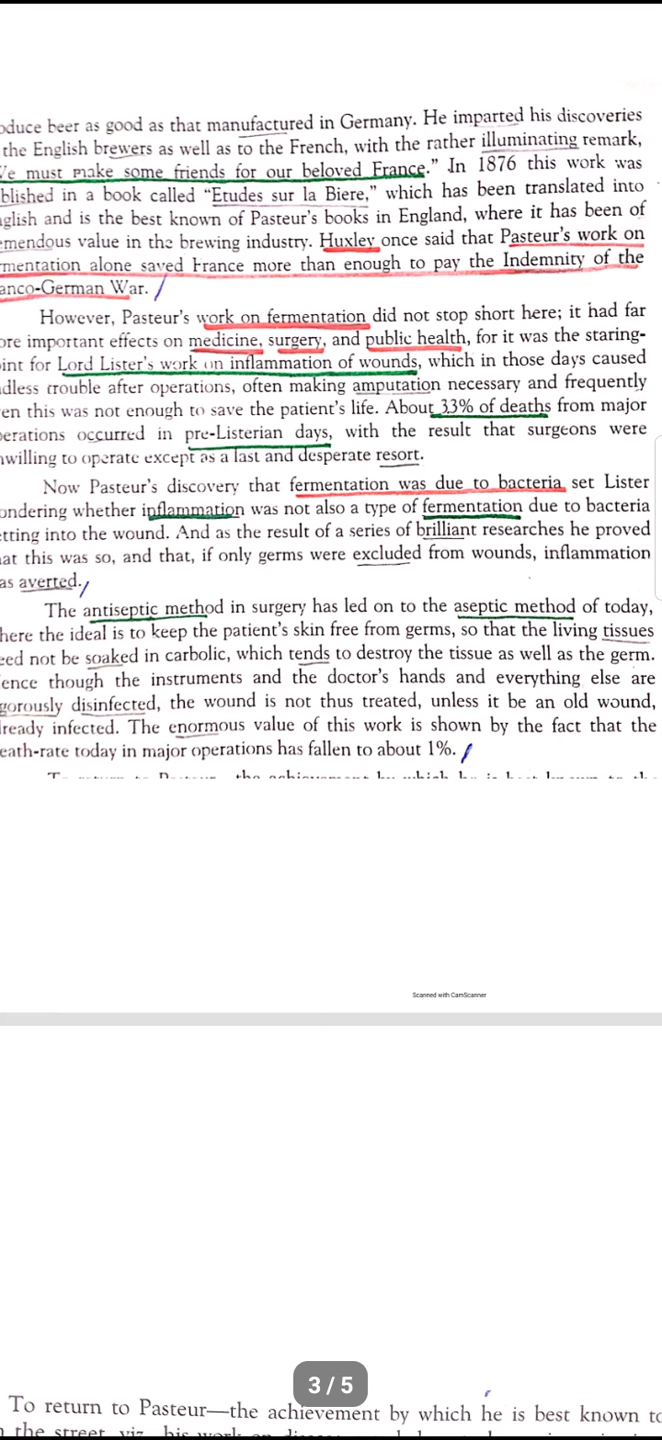 oduce beer as good as that manufactured in Germany. He imparted his discoveries
the English brewers as well as to the French, with the rather illuminating remark,
e must make some friends for our beloved France." In 1876 this work was
blished in a book called "Etudes sur la Biere," which has been translated into
glish and is the best known of Pasteur's books in England, where it has been of
mendous value in the brewing industry. Huxley once said that Pasteur's work on
rmentation alone saved France more than enough to pay the Indemnity of the
anco-German War.
However, Pasteur's work on fermentation did not stop short here; it had far
ore important effects on medicine, surgery, and public health, for it was the staring-
int for Lord Lister's work on inflammation of wounds, which in those days caused
dless trouble after operations, often making amputation necessary and frequently
en this was not enough to save the patient's life. About 33% of deaths from major
perations occurred in pre-Listerian days, with the result that surgeons were
willing to operate except as a last and desperate resort.
Now Pasteur's discovery that fermentation was due to bacteria set Lister
ondering whether inflammation was not also a type of fermentation due to bacteria
tting into the wound. And as the result of a series of brilliant researches he proved
at this was so, and that, if only germs were excluded from wounds, inflammation
as averted.
The antiseptic method in surgery has led on to the aseptic method of today,
here the ideal is to keep the patient's skin free from germs, so that the living tissues
eed not be soaked in carbolic, which tends to destroy the tissue as well as the germ.
ence though the instruments and the doctor's hands and everything else are
gorously disinfected, the wound is not thus treated, unless it be an old wound,
lready infected. The enormous value of this work is shown by the fact that the
eath-rate today in major operations has fallen to about 1%.
Scanned with CamScanner
3 / 5
To return to Pasteur—the achievement by which he is best known to
the street, viz. his work on